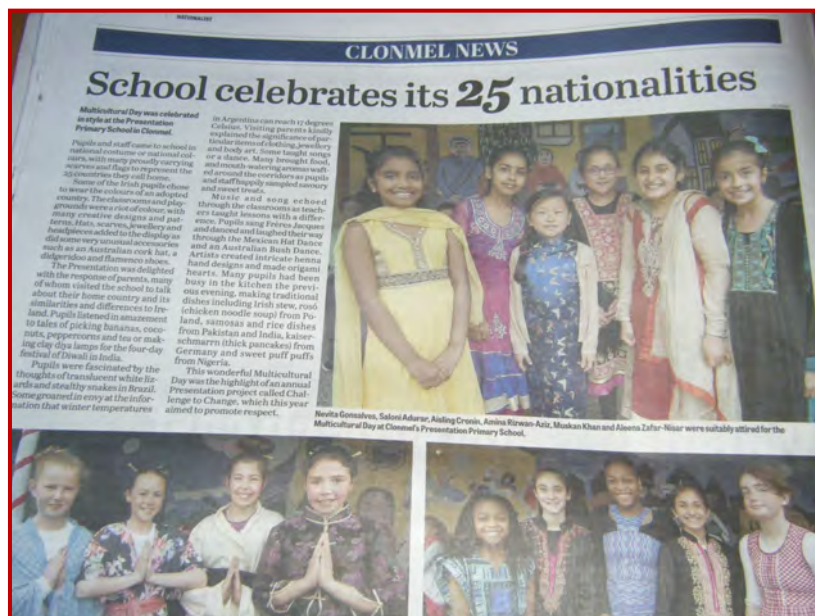 NATIONALIST
CLONMEL NEWS
School celebrates its 25 nationalities
Multicultural Day was celebrated
in style at the Presentation
Primary School in Clonmel.
Pupils and staff came to school in
national costume or national col-
ours, with many proudly carrying
scarves and flags to represent the
25 countries they call home.
Some of the Irish pupils chose
to wear the colours of an adopted
country. The classrooms and play-
grounds were a riot of colour, with
many creative designs and pat-
terns. Hats, scarves, jewellery and
headpieces added to the display as
did some very unusual accessories
such as an Australian cork hat, a
didgeridoo and flamenco shoes.
The Presentation was delighted
with the response of parents, many
of whom visited the school to talk
about their home country and its
similarities and differences to Ire-
land. Pupils listened in amazement
to tales of picking bananas, coco-
nuts, peppercorns and tea or mak-
ing clay diya lamps for the four-day
festival of Diwali in India.
Pupils were fascinated by the
thoughts of translucent white liz-
ards and stealthy snakes in Brazil.
Some groaned in envy at the infor-
mation that winter temperatures
in Argentina can reach 17 degrees
Celsius. Visiting parents kindly
explained the significance of par-
ticular items of clothing, jewellery
and body art. Some taught songs
or a dance. Many brought food,
and mouth-watering aromas waft-
ed around the corridors as pupils
and staff happily sampled savoury
and sweet treats.
Music and song echoed
through the classrooms as teach-
ers taught lessons with a differ-
ence. Pupils sang Frères Jacques
and danced and laughed their way
through the Mexican Hat Dance
and an Australian Bush Dance.
Artists created intricate henna
hand designs and made origami
hearts. Many pupils had been
busy in the kitchen the previ-
ous evening, making traditional
dishes including Irish stew, rosó
(chicken noodle soup) from Po-
land, samosas and rice dishes
from Pakistan and India, kaiser-
schmarrn (thick pancakes) from
Germany and sweet puff puffs
from Nigeria.
This wonderful Multicultural
Day was the highlight of an annual
Presentation project called Chal-
lenge to Change, which this year
aimed to promote respect.
Nevita Gonsalves, Saloni Adurar, Aisling Cronin, Amina Rizwan-Aziz, Muskan Khan and Aleena Zafar-Nisar were suitably attired for the
Multicultural Day at Clonmel's Presentation Primary School.